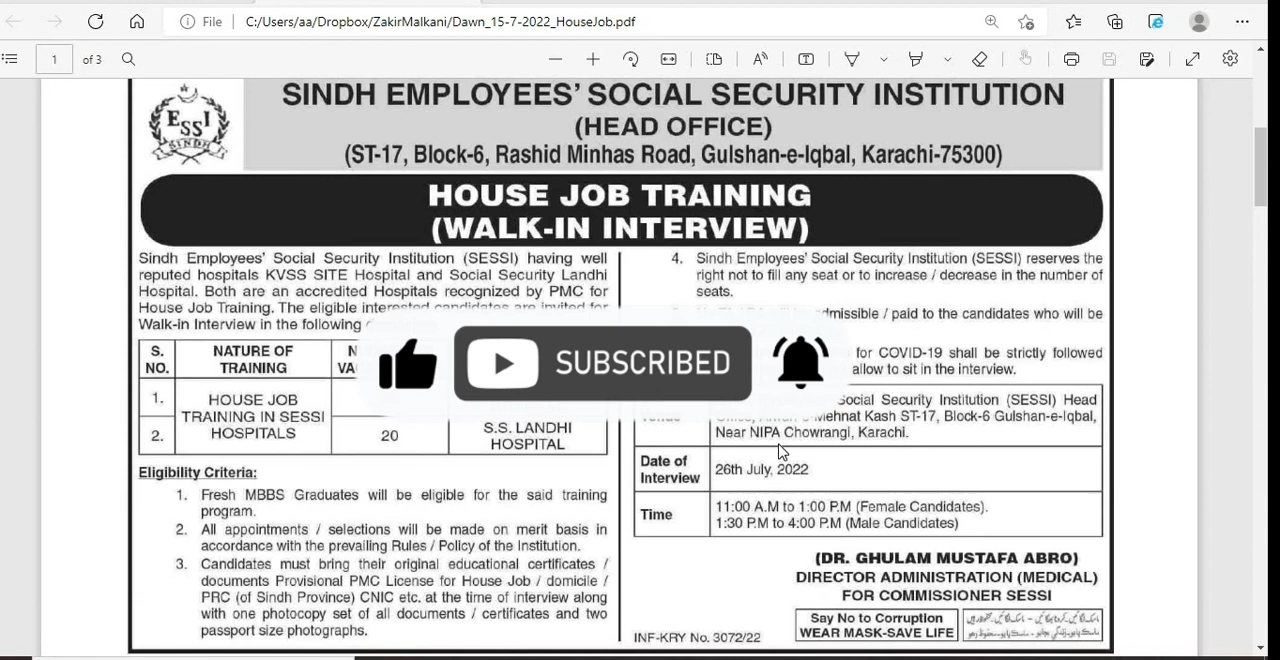 File C:/Users/aa/Dropbox/ZakirMalkani/Dawn_15-7-2022_HouseJob.pdf
1 of 3
ESSI
SINDH
SINDH EMPLOYEES' SOCIAL SECURITY INSTITUTION
(HEAD OFFICE)
(ST-17, Block-6, Rashid Minhas Road, Gulshan-e-Iqbal, Karachi-75300)
HOUSE JOB TRAINING
(WALK-IN INTERVIEW)
Sindh Employees' Social Security Institution (SESSI) having well
reputed hospitals KVSS SITE Hospital and Social Security Landhi
Hospital. Both are an accredited Hospitals recognized by PMC for
House Job Training. The eligible interested candidates are invited for
Walk-in Interview in the following
S. NO.
NATURE OF TRAINING
1.
HOUSE JOB
TRAINING IN SESSI
HOSPITALS
2.
20
S.S. LANDHI
HOSPITAL
Eligibility Criteria:
1. Fresh MBBS Graduates will be eligible for the said training
program.
2. All appointments / selections will be made on merit basis in
accordance with the prevailing Rules / Policy of the Institution.
3. Candidates must bring their original educational certificates /
documents Provisional PMC License for House Job / domicile /
PRC (of Sindh Province) CNIC etc. at the time of interview along
with one photocopy set of all documents / certificates and two
passport size photographs.
4. Sindh Employees' Social Security Institution (SESSI) reserves the
right not to fill any seat or to increase / decrease in the number of
seats.
admissible / paid to the candidates who will be
for COVID-19 shall be strictly followed
allow to sit in the interview.
SUBSCRIBED
Social Security Institution (SESSI) Head
Mehnat Kash ST-17, Block-6 Gulshan-e-Iqbal,
Near NIPA Chowrangi, Karachi.
Date of
Interview
26th July, 2022
Time
11:00 A.M to 1:00 P.M (Female Candidates).
1:30 P.M to 4:00 P.M (Male Candidates)
(DR. GHULAM MUSTAFA ABRO)
DIRECTOR ADMINISTRATION (MEDICAL)
FOR COMMISSIONER SESSI
INF-KRY No. 3072/22
Say No to Corruption
WEAR MASK-SAVE LIFE